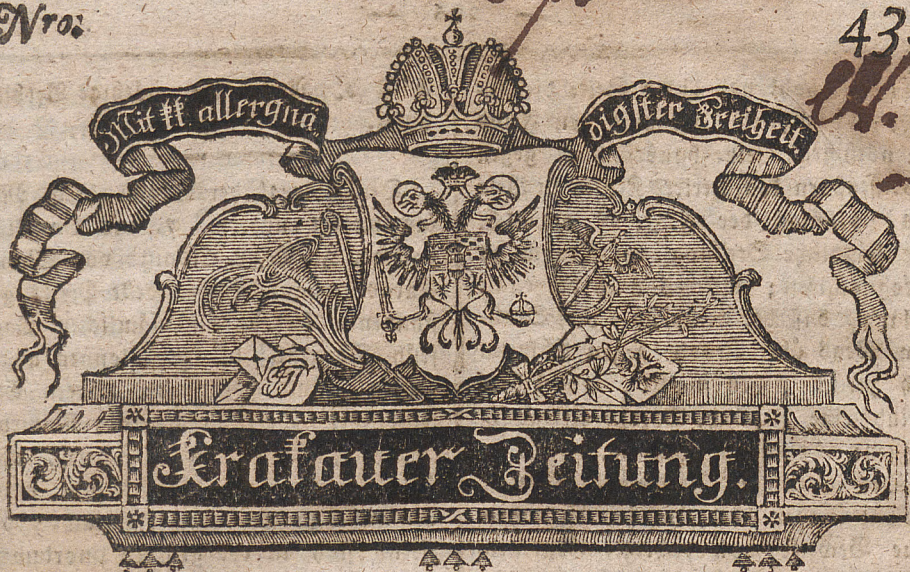 Nro: 43.
Mit kk allergnä digster Freiheit.
Krakauer Zeitung.